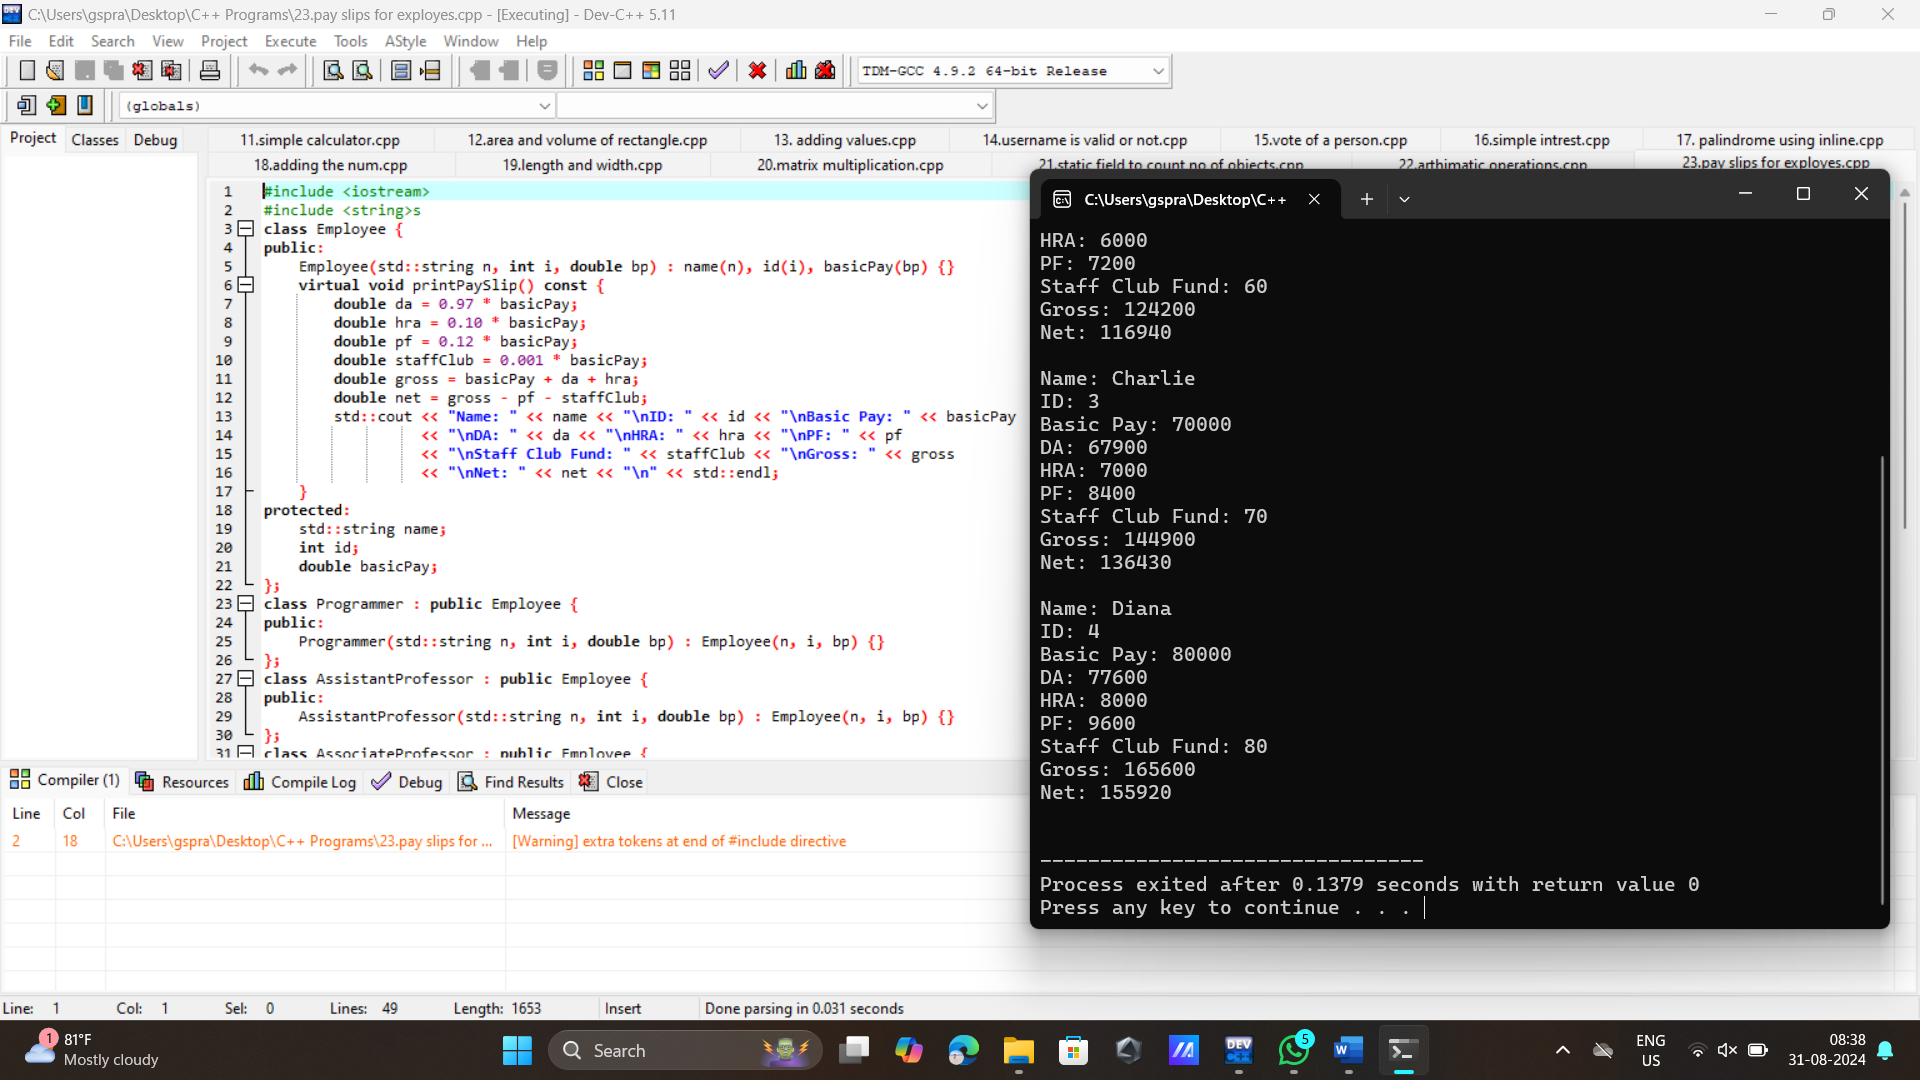 C:\Users\gspra\Desktop\C++ Programs\23.pay slips for exployes.cpp - [Executing] - Dev-C++ 5.11
File Edit Search View Project Execute Tools AStyle Window Help
TDM-GCC 4.9.2 64-bit Release
(globals)
Project Classes Debug
11.simple calculator.cpp 12.area and volume of rectangle.cpp 13. adding values.cpp 14.username is valid or not.cpp 15.vote of a person.cpp 16.simple intrest.cpp 17. palindrome using inline.cpp
18.adding the num.cpp 19.length and width.cpp 20.matrix multiplication.cpp 21.static field to count no of objects.cpp 22.arthimatic operations.cpp 23.pay slips for exployes.cpp
1 #include <iostream>
2 #include <string>s
3 class Employee {
4 public:
5 Employee(std::string n, int i, double bp) : name(n), id(i), basicPay(bp) {}
6 virtual void printPaySlip() const {
7 double da = 0.97 * basicPay;
8 double hra = 0.10 * basicPay;
9 double pf = 0.12 * basicPay;
10 double staffClub = 0.001 * basicPay;
11 double gross = basicPay + da + hra;
12 double net = gross - pf - staffClub;
13 std::cout << "Name: " << name << "\nID: " << id << "\nBasic Pay: " << basicPay
14 << "\nDA: " << da << "\nHRA: " << hra << "\nPF: " << pf
15 << "\nStaff Club Fund: " << staffClub << "\nGross: " << gross
16 << "\nNet: " << net << "\n" << std::endl;
17 }
18 protected:
19 std::string name;
20 int id;
21 double basicPay;
22 };
23 class Programmer : public Employee {
24 public:
25 Programmer(std::string n, int i, double bp) : Employee(n, i, bp) {}
26 };
27 class AssistantProfessor : public Employee {
28 public:
29 AssistantProfessor(std::string n, int i, double bp) : Employee(n, i, bp) {}
30 };
31 class AssociateProfessor : public Employee {
C:\Users\gspra\Desktop\C++
HRA: 6000
PF: 7200
Staff Club Fund: 60
Gross: 124200
Net: 116940
Name: Charlie
ID: 3
Basic Pay: 70000
DA: 67900
HRA: 7000
PF: 8400
Staff Club Fund: 70
Gross: 144900
Net: 136430
Name: Diana
ID: 4
Basic Pay: 80000
DA: 77600
HRA: 8000
PF: 9600
Staff Club Fund: 80
Gross: 165600
Net: 155920
--------------------------------
Process exited after 0.1379 seconds with return value 0
Press any key to continue . . .
Compiler (1) Resources Compile Log Debug Find Results Close
Line Col File Message
2 18 C:\Users\gspra\Desktop\C++ Programs\23.pay slips for ... [Warning] extra tokens at end of #include directive
Line: 1 Col: 1 Sel: 0 Lines: 49 Length: 1653 Insert Done parsing in 0.031 seconds
1
81°F
Mostly cloudy
Search
DEV
5
W
ENG
US
08:38
31-08-2024